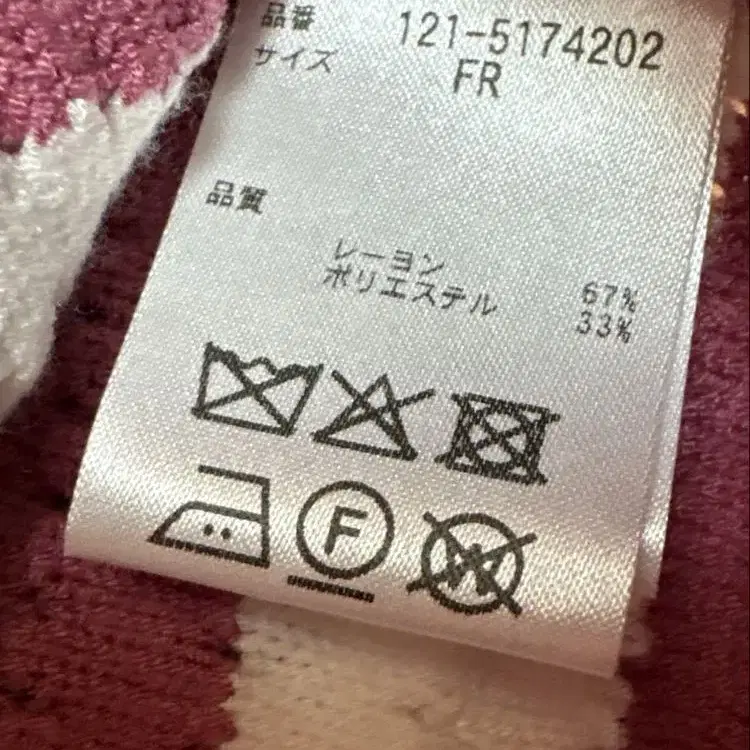 品番 121-5174202
サイズ FR
品質
レーヨン 67%
ポリエステル 33%
F W